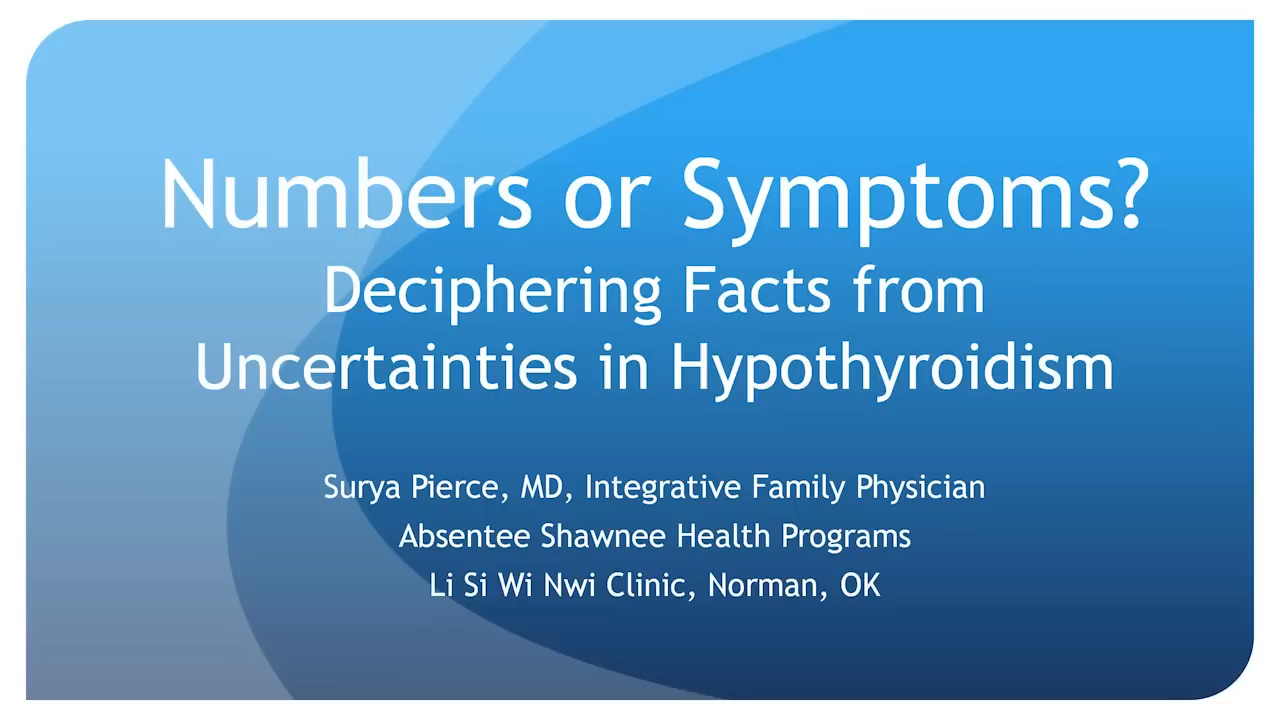 Numbers or Symptoms?
Deciphering Facts from
Uncertainties in Hypothyroidism
Surya Pierce, MD, Integrative Family Physician
Absentee Shawnee Health Programs
Li Si Wi Nwi Clinic, Norman, OK